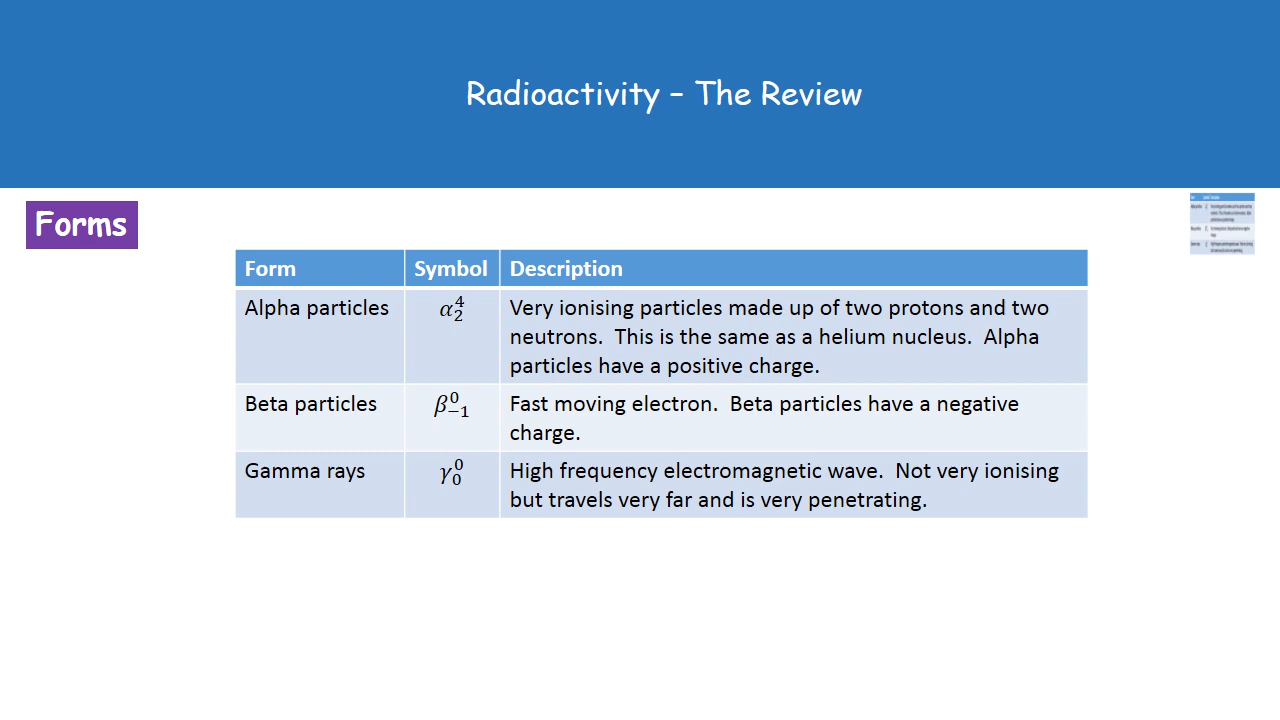 Radioactivity – The Review
Forms
Form Symbol Description
Alpha particles α⁴₂ Very ionising particles made up of two protons and two
neutrons. This is the same as a helium nucleus. Alpha
particles have a positive charge.
Beta particles β⁰₋₁ Fast moving electron. Beta particles have a negative
charge.
Gamma rays γ⁰₀ High frequency electromagnetic wave. Not very ionising
but travels very far and is very penetrating.